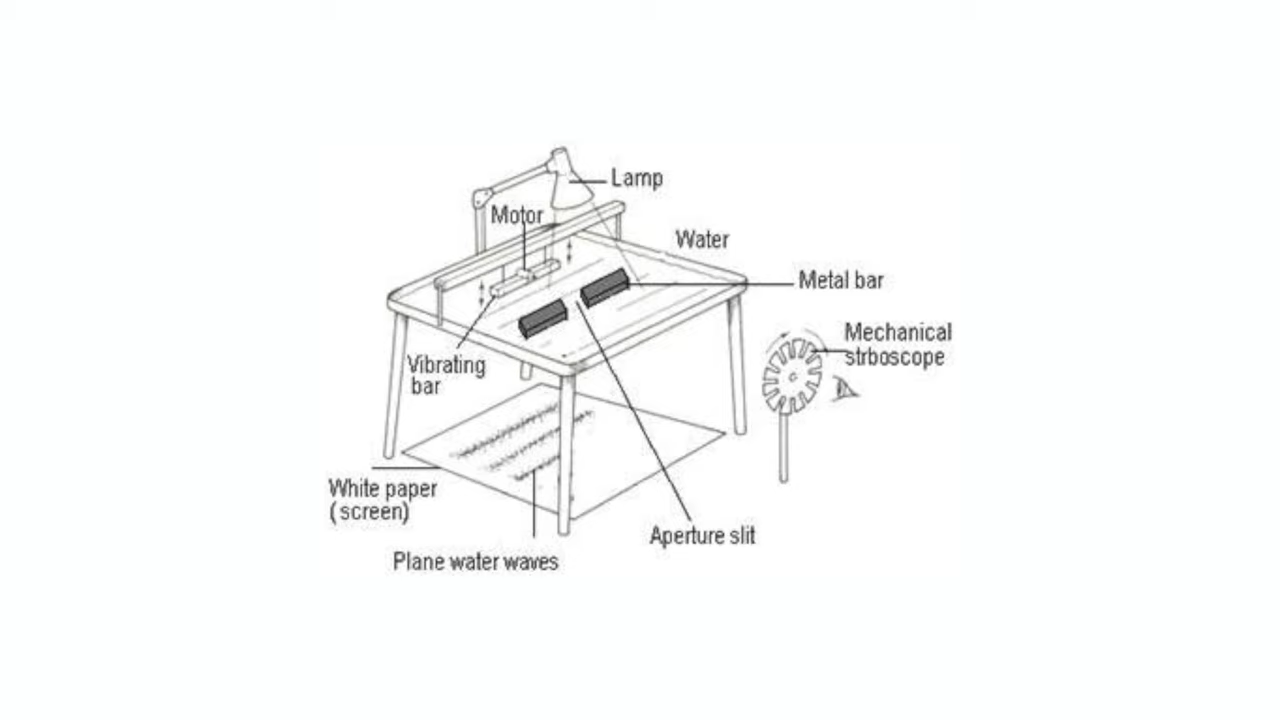 Lamp
Motor
Water
Metal bar
Mechanical
strboscope
Vibrating
bar
White paper
(screen)
Aperture slit
Plane water waves